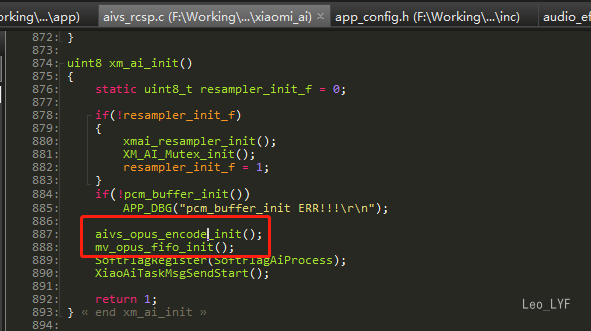 orking\...\app)
aivs_rcsp.c (F:\Working\...\xiaomi_ai)
app_config.h (F:\Working\...\inc)
audio_ef
872: }
873:
874: uint8 xm_ai_init()
875: {
876: static uint8_t resampler_init_f = 0;
877:
878: if(!resampler_init_f)
879: {
880: xmai_resampler_init();
881: XM_AI_Mutex_init();
882: resampler_init_f = 1;
883: }
884: if(!pcm_buffer_init())
885: APP_DBG("pcm_buffer_init ERR!!!\r\n");
886:
887: aivs_opus_encode_init();
888: mv_opus_fifo_init();
889: SoftFlagRegister(SoftFlagAiProcess);
890: XiaoAiTaskMsgSendStart();
891:
892: return 1;
893: } « end xm_ai_init »
894:
Leo_LYF